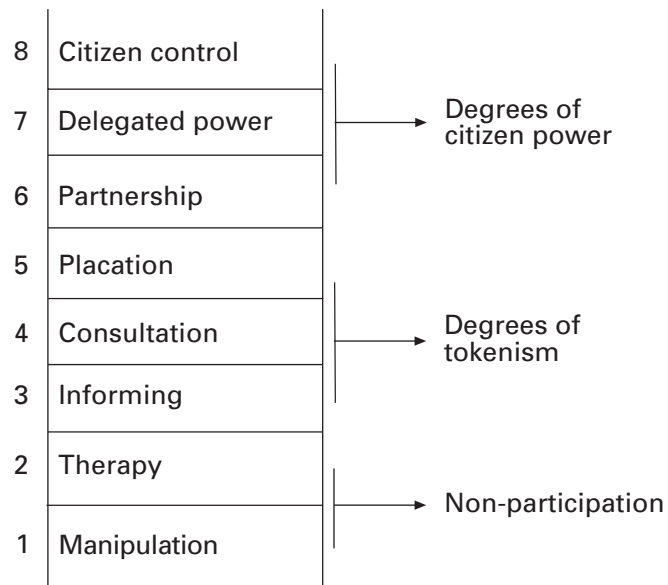 8 Citizen control
7 Delegated power
6 Partnership
5 Placation
4 Consultation
3 Informing
2 Therapy
1 Manipulation
Degrees of
citizen power
Degrees of
tokenism
Non-participation